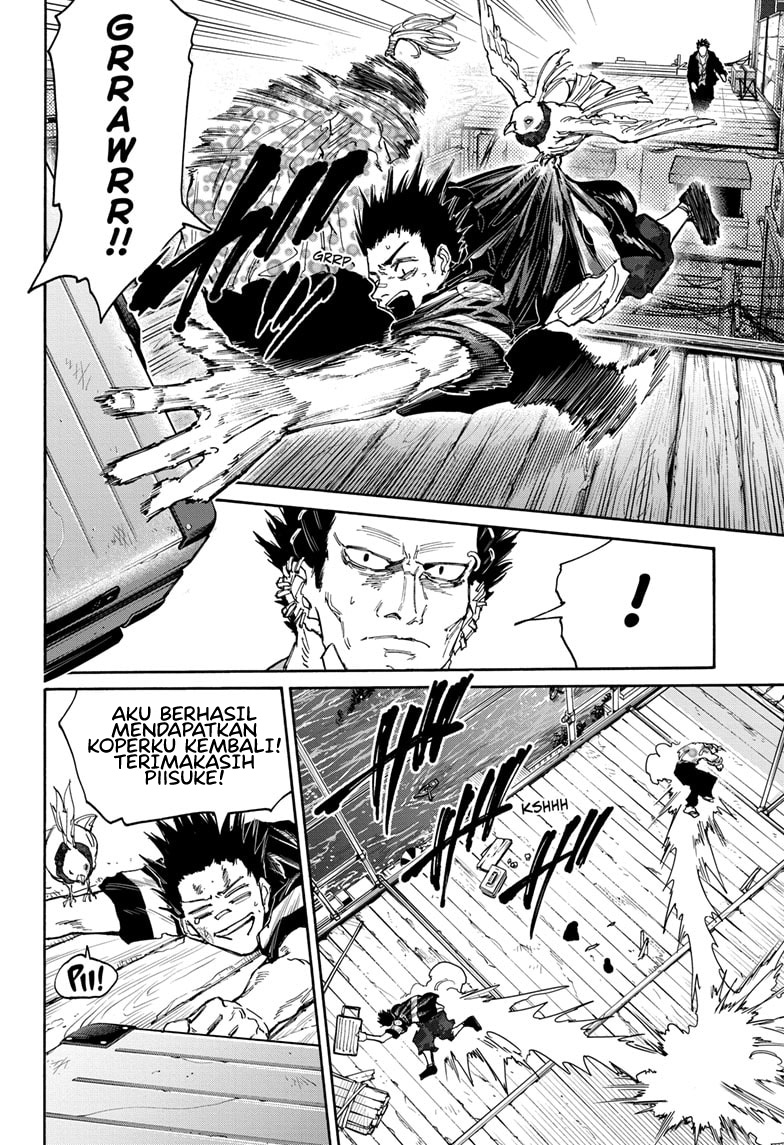 GRRAWRR!!
GRRP
!
AKU BERHASIL
MENDAPATKAN
KOPERKU KEMBALI!
TERIMAKASIH
PIISUKE!
KSHHH
PII!